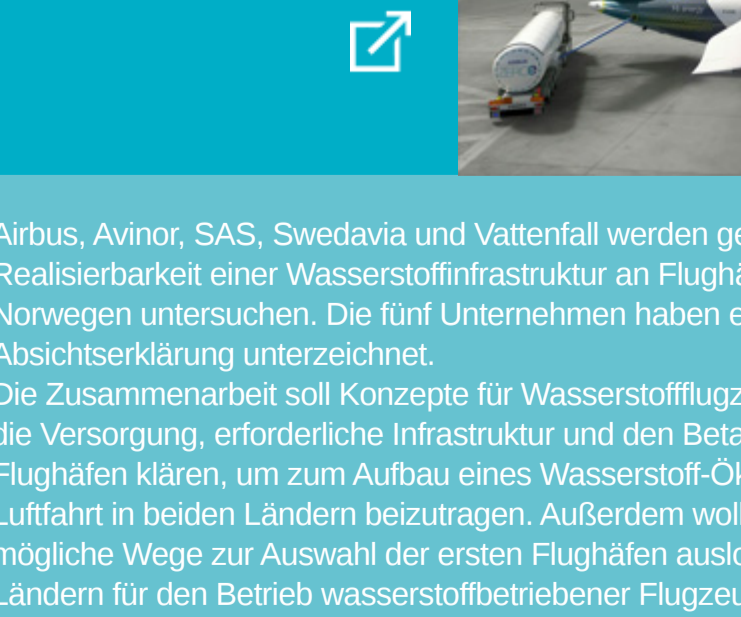 ZERO
Airbus, Avinor, SAS, Swedavia und Vattenfall werden ge
Realisierbarkeit einer Wasserstoffinfrastruktur an Flughä
Norwegen untersuchen. Die fünf Unternehmen haben e
Absichtserklärung unterzeichnet.
Die Zusammenarbeit soll Konzepte für Wasserstoffflugz
die Versorgung, erforderliche Infrastruktur und den Beta
Flughäfen klären, um zum Aufbau eines Wasserstoff-Ök
Luftfahrt in beiden Ländern beizutragen. Außerdem woll
mögliche Wege zur Auswahl der ersten Flughäfen auslo
Ländern für den Betrieb wasserstoffbetriebener Flugzeu